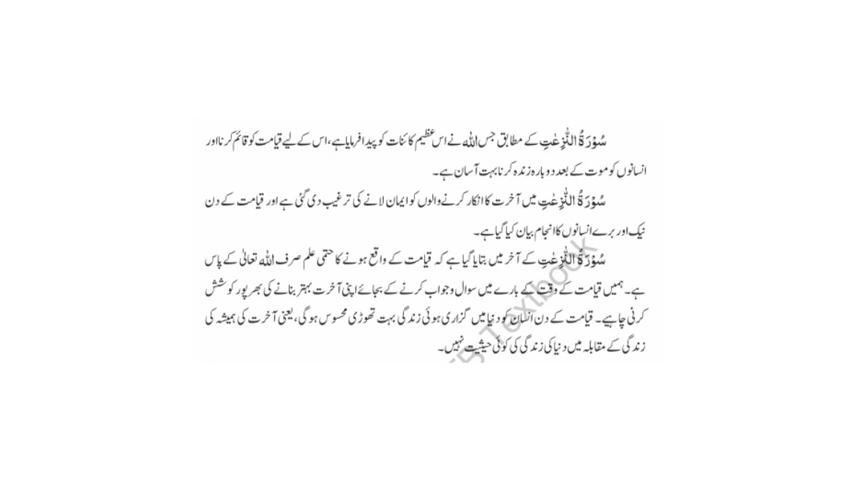 سُوْرَةُ النّٰزِعٰتِ کے مطابق جس اللہ نے اس عظیم کائنات کو پیدا فرمایا ہے، اس کے لیے قیامت کو قائم کرنا اور
انسانوں کو موت کے بعد دوبارہ زندہ کرنا بہت آسان ہے۔
سُوْرَةُ النّٰزِعٰتِ میں آخرت کا انکار کرنے والوں کو ایمان لانے کی ترغیب دی گئی ہے اور قیامت کے دن
نیک اور برے انسانوں کا انجام بیان کیا گیا ہے۔
سُوْرَةُ النّٰزِعٰتِ کے آخر میں بتایا گیا ہے کہ قیامت کے واقع ہونے کا حتمی علم صرف اللہ تعالیٰ کے پاس
ہے۔ ہمیں قیامت کے وقت کے بارے میں سوال و جواب کرنے کے بجائے اپنی آخرت بہتر بنانے کی بھرپور کوشش
کرنی چاہیے۔ قیامت کے دن انسان کو دنیا میں گزاری ہوئی زندگی بہت تھوڑی محسوس ہوگی، یعنی آخرت کی ہمیشہ کی
زندگی کے مقابلہ میں دنیا کی زندگی کی کوئی حیثیت نہیں۔
Textbook